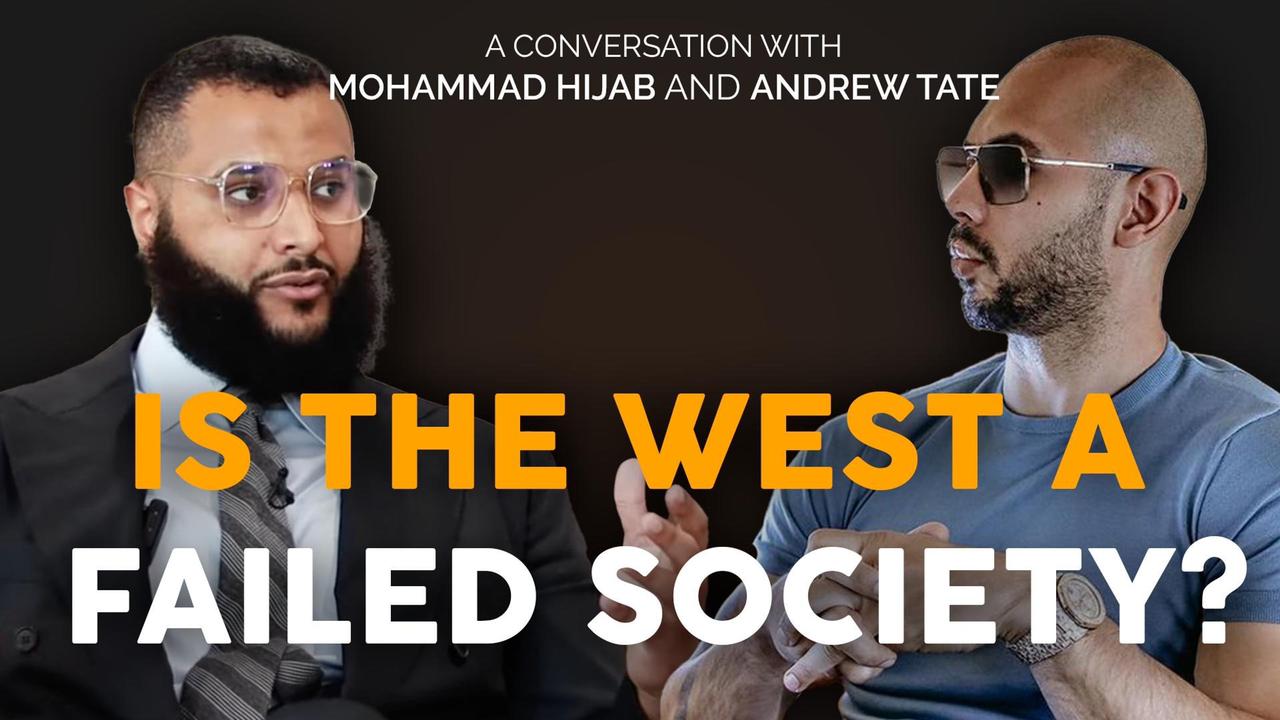 A CONVERSATION WITH
MOHAMMAD HIJAB AND ANDREW TATE
IS THE WEST A
FAILED SOCIETY?